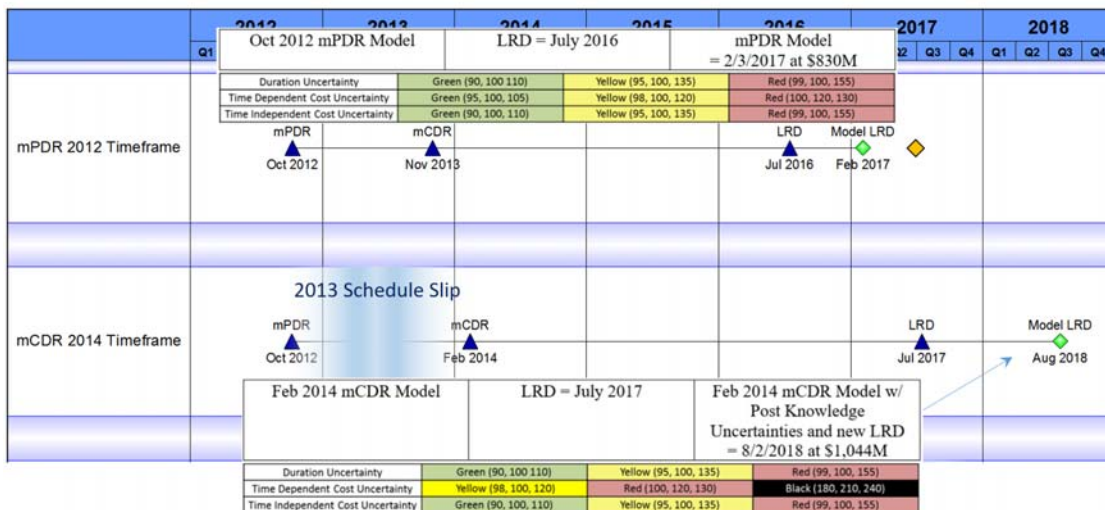 2012 2013 2014 2015 2016 2017 2018
Q1 Q2 Q3 Q4 Q1 Q2 Q3 Q4
Oct 2012 mPDR Model LRD = July 2016 mPDR Model
= 2/3/2017 at $830M
Duration Uncertainty Green (90, 100 110) Yellow (95, 100, 135) Red (99, 100, 155)
Time Dependent Cost Uncertainty Green (95, 100, 105) Yellow (98, 100, 120) Red (100, 120, 130)
Time Independent Cost Uncertainty Green (90, 100, 110) Yellow (95, 100, 135) Red (99, 100, 155)
mPDR mCDR LRD Model LRD
mPDR 2012 Timeframe
Oct 2012 Nov 2013 Jul 2016 Feb 2017
2013 Schedule Slip
mPDR mCDR LRD Model LRD
mCDR 2014 Timeframe
Oct 2012 Feb 2014 Jul 2017 Aug 2018
Feb 2014 mCDR Model LRD = July 2017 Feb 2014 mCDR Model w/
Post Knowledge
Uncertainties and new LRD
= 8/2/2018 at $1,044M
Duration Uncertainty Green (90, 100 110) Yellow (95, 100, 135) Red (99, 100, 155)
Time Dependent Cost Uncertainty Yellow (98, 100, 120) Red (100, 120, 130) Black (180, 210, 240)
Time Independent Cost Uncertainty Green (90, 100, 110) Yellow (95, 100, 135) Red (99, 100, 155)